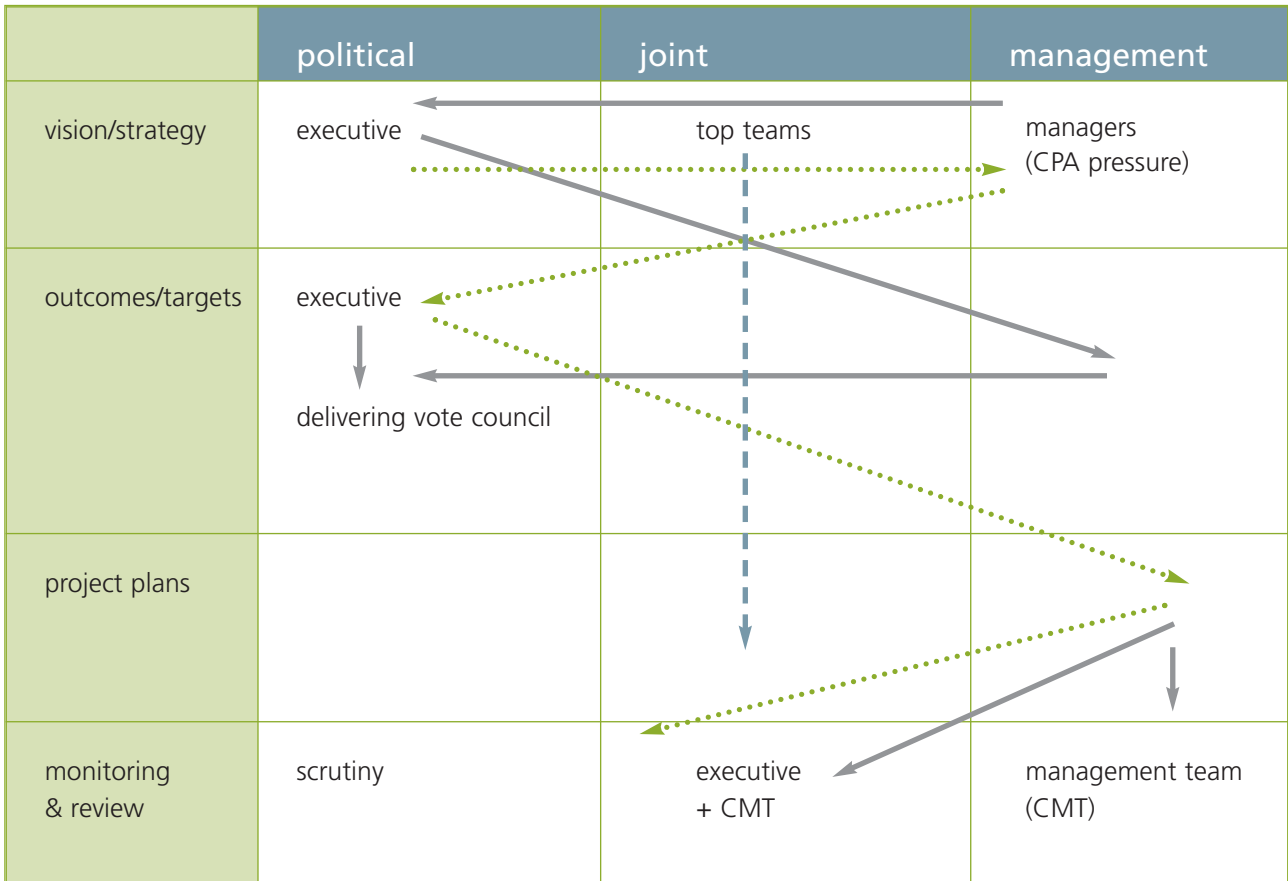 political
joint
management
vision/strategy
executive
top teams
managers
(CPA pressure)
outcomes/targets
executive
delivering vote council
project plans
monitoring
& review
scrutiny
executive
+ CMT
management team
(CMT)